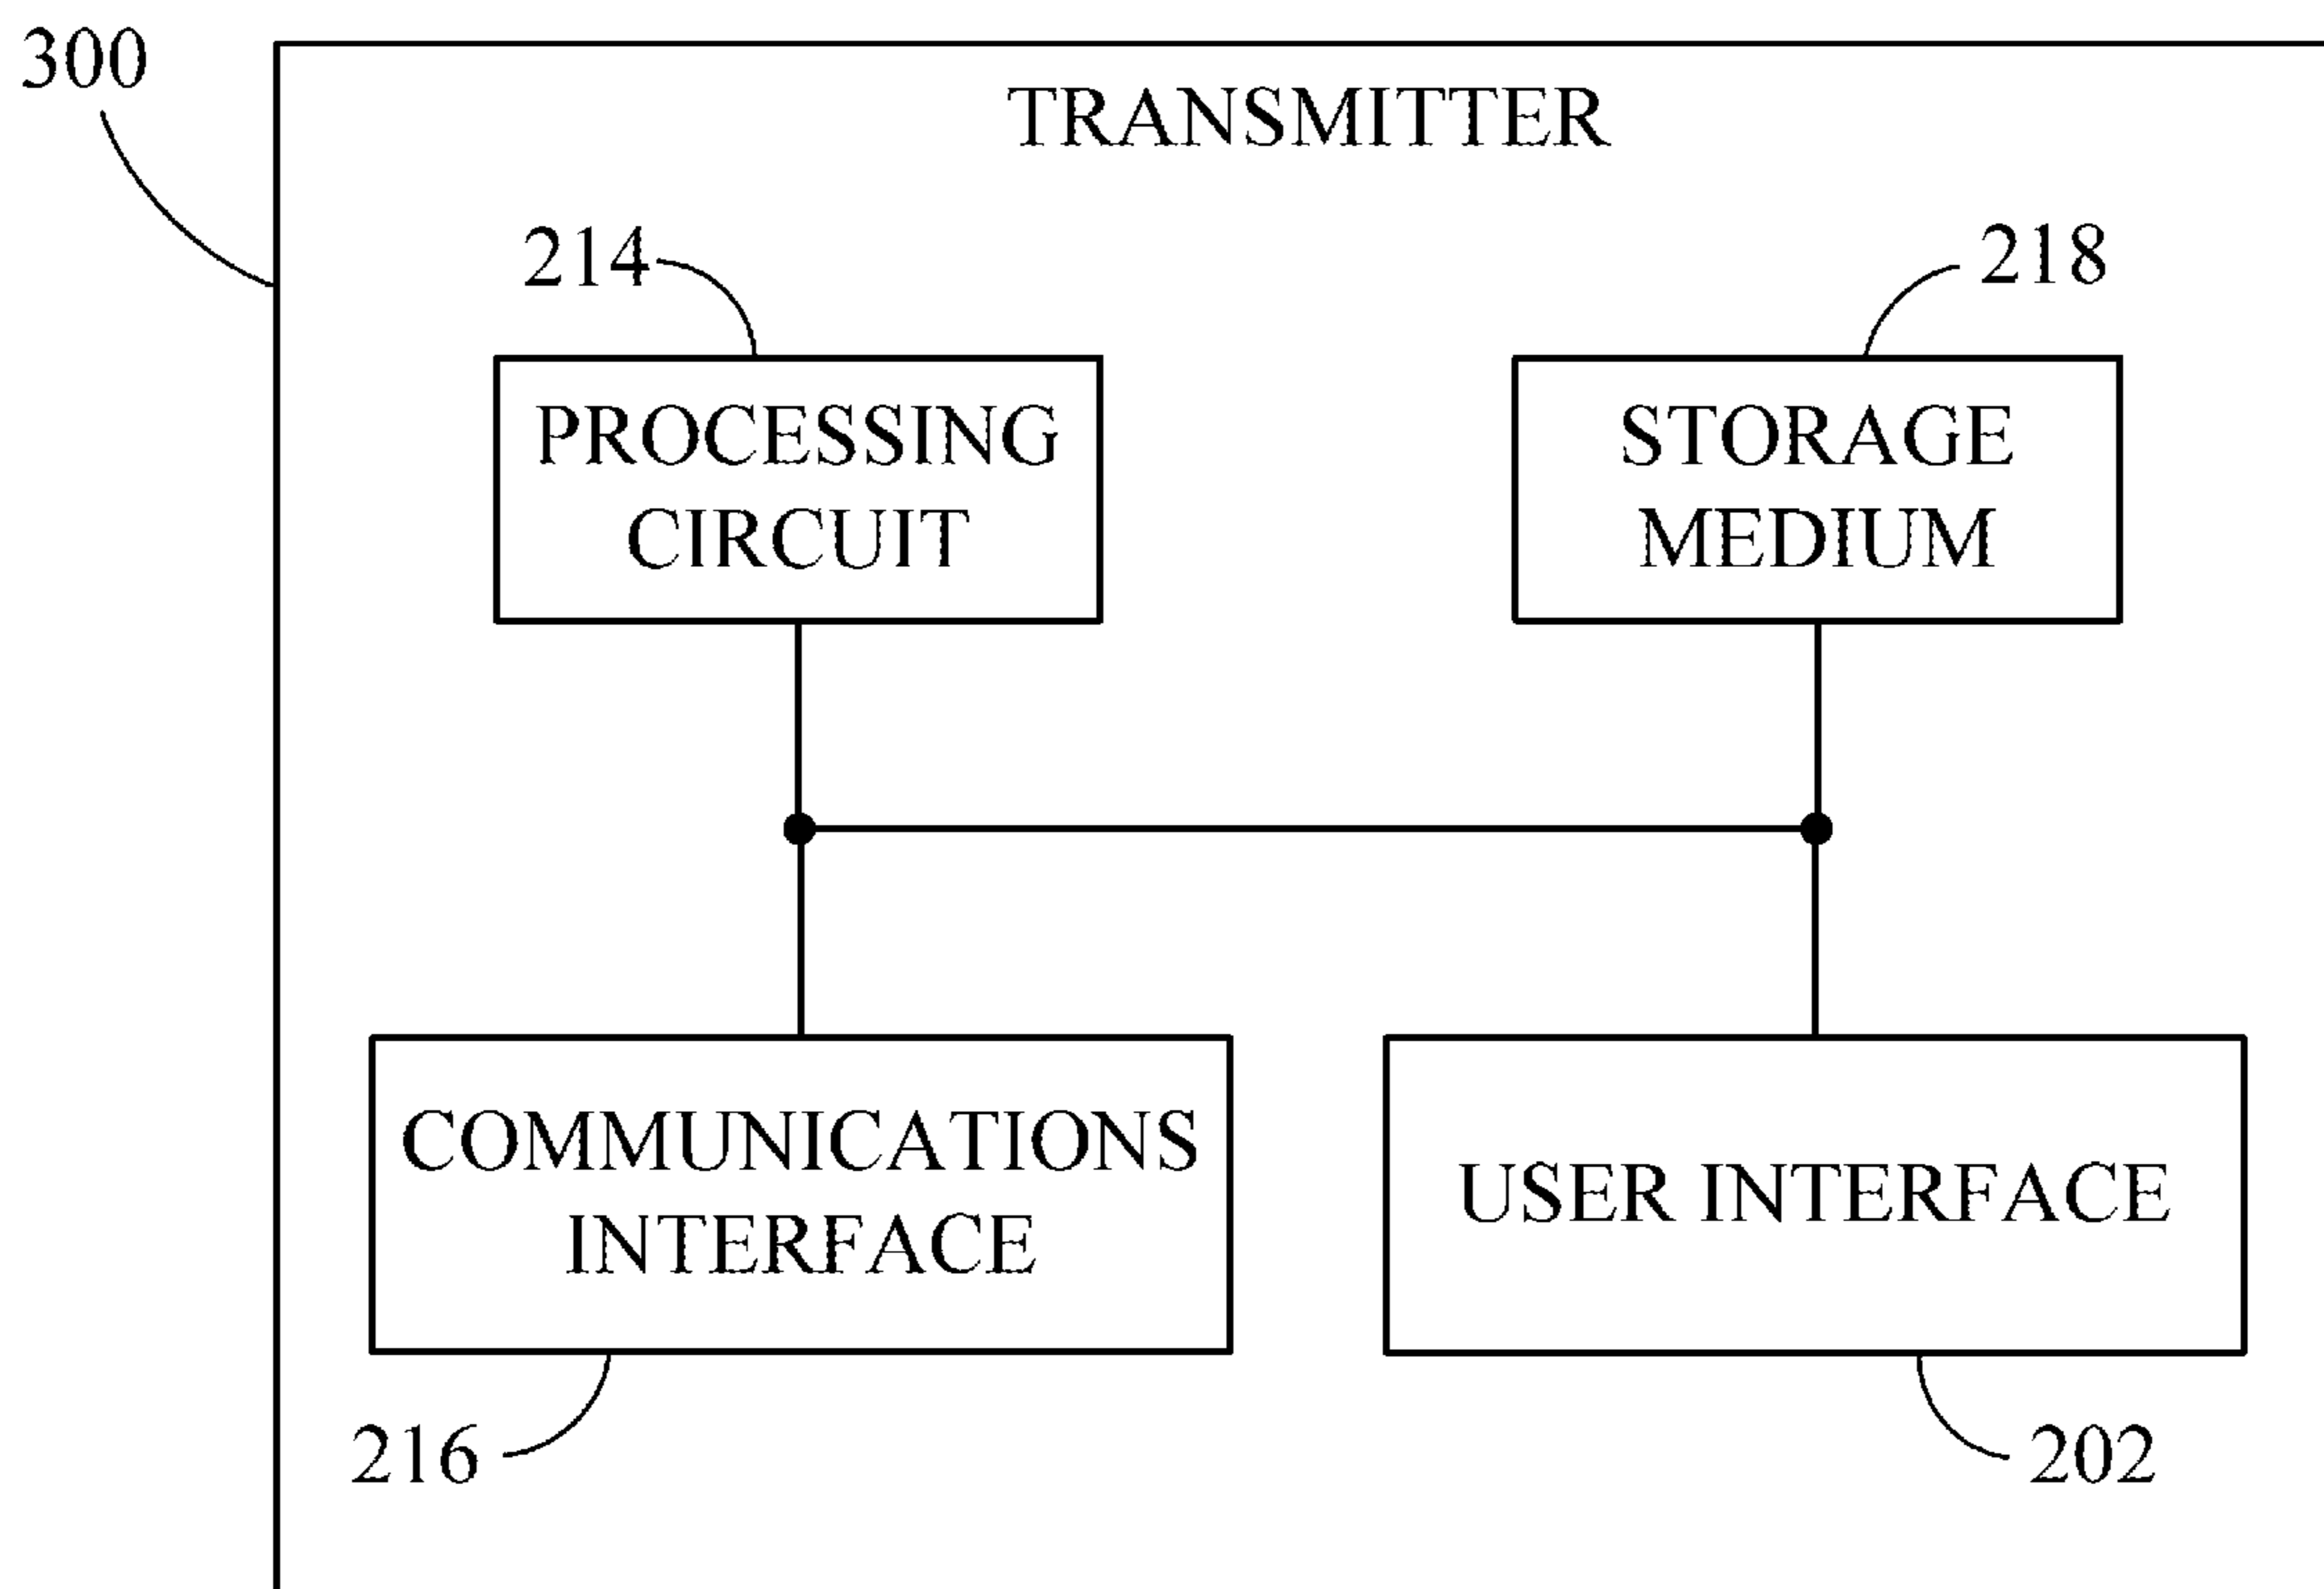 300
TRANSMITTER
214
218
PROCESSING
CIRCUIT
STORAGE
MEDIUM
COMMUNICATIONS
INTERFACE
USER INTERFACE
216
202